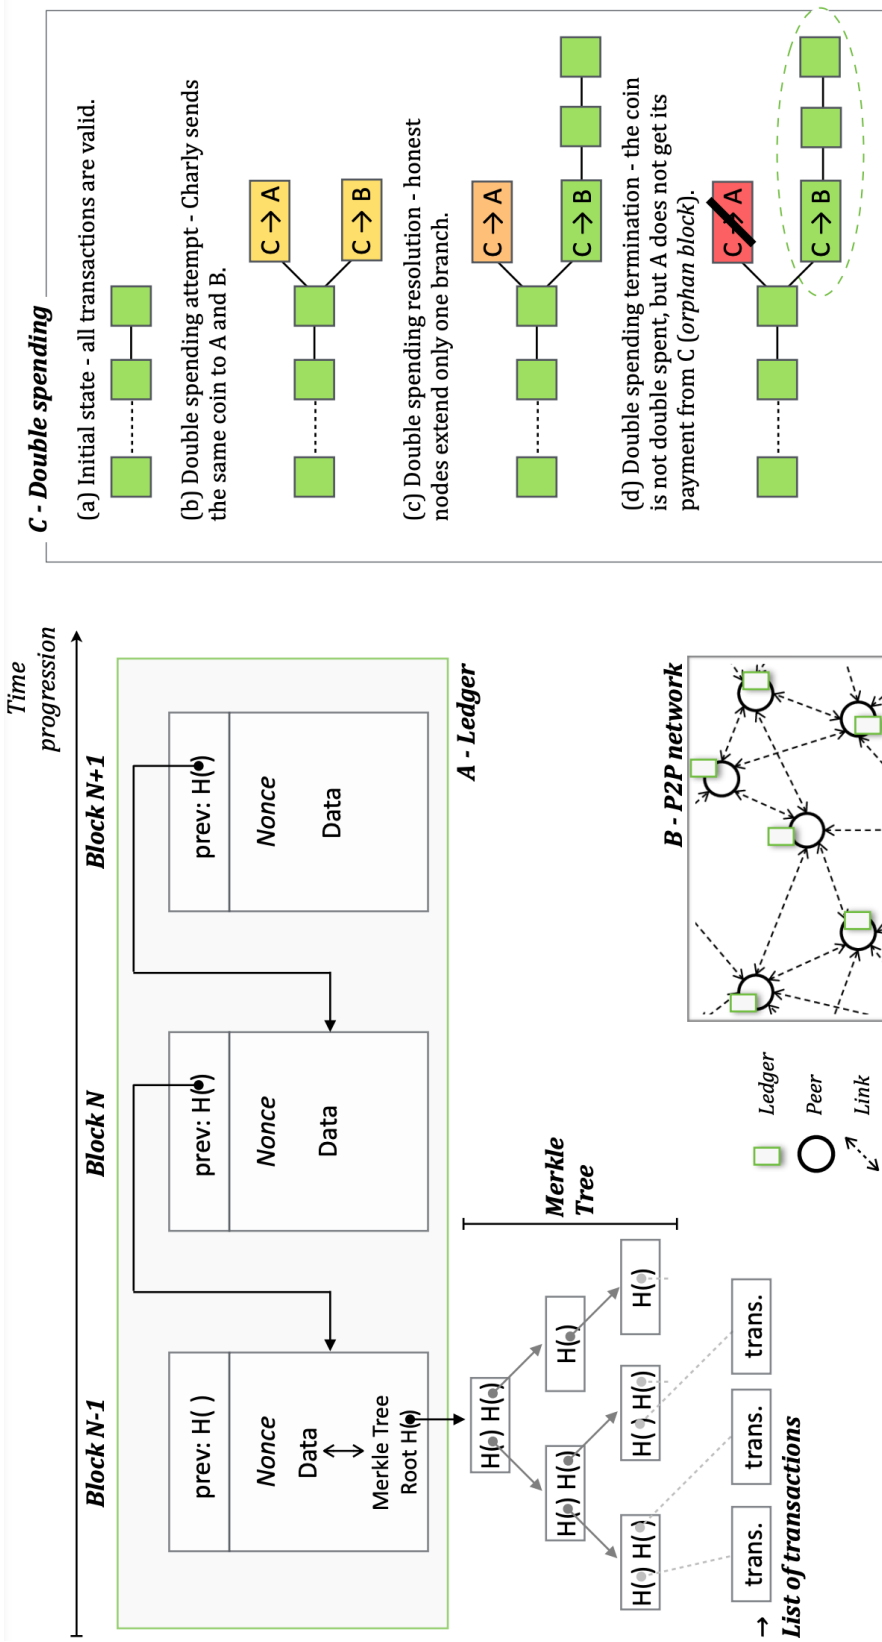 Time
progression
Block N-1
Block N
Block N+1
prev: H( )
Nonce
Data
Merkle Tree
Root H( )
prev: H( )
Nonce
Data
prev: H( )
Nonce
Data
A - Ledger
H( ) H( )
H( ) H( )
H( )
H( ) H( )
H( ) H( )
H( )
Merkle
Tree
trans.
trans.
trans.
→ List of transactions
Ledger
Peer
Link
B - P2P network
C - Double spending
(a) Initial state - all transactions are valid.
(b) Double spending attempt - Charly sends
the same coin to A and B.
C → A
C → B
(c) Double spending resolution - honest
nodes extend only one branch.
C → A
C → B
(d) Double spending termination - the coin
is not double spent, but A does not get its
payment from C (orphan block).
C → A
C → B